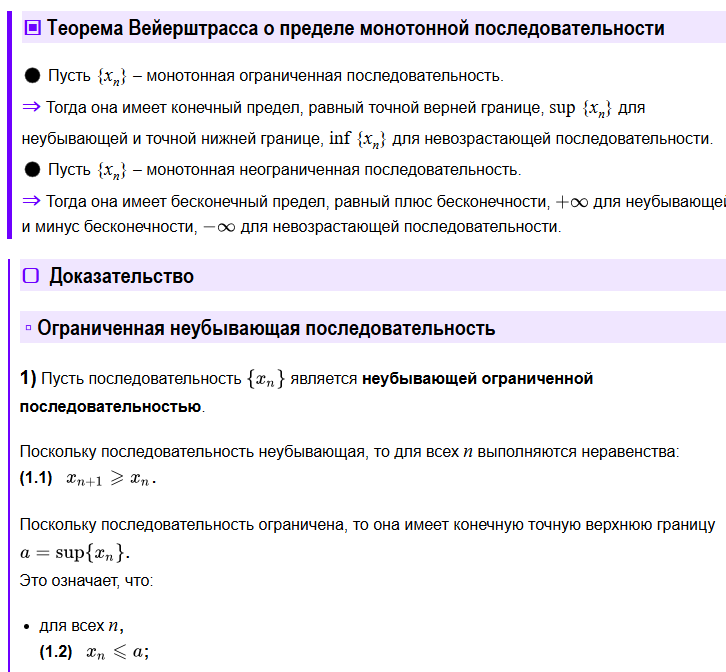 Теорема Вейерштрасса о пределе монотонной последовательности
Пусть {xₙ} – монотонная ограниченная последовательность.
⇒ Тогда она имеет конечный предел, равный точной верней границе, sup {xₙ} для
неубывающей и точной нижней границе, inf {xₙ} для невозрастающей последовательности.
Пусть {xₙ} – монотонная неограниченная последовательность.
⇒ Тогда она имеет бесконечный предел, равный плюс бесконечности, +∞ для неубывающей
и минус бесконечности, −∞ для невозрастающей последовательности.
Доказательство
Ограниченная неубывающая последовательность
1) Пусть последовательность {xₙ} является неубывающей ограниченной
последовательностью.
Поскольку последовательность неубывающая, то для всех n выполняются неравенства:
(1.1) xₙ₊₁ ⩾ xₙ.
Поскольку последовательность ограничена, то она имеет конечную точную верхнюю границу
a = sup{xₙ}.
Это означает, что:
• для всех n,
(1.2) xₙ ⩽ a;